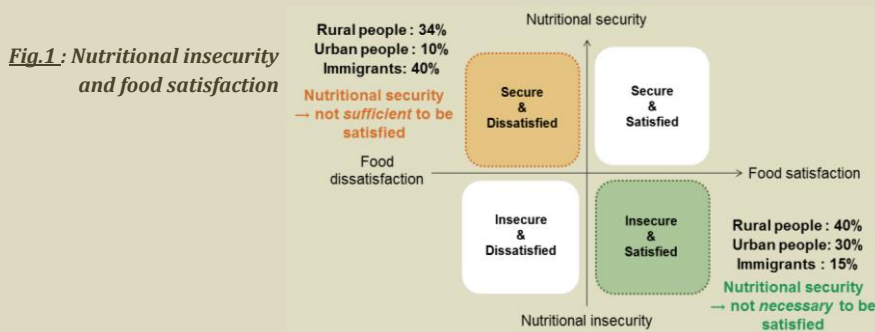 Fig.1 : Nutritional insecurity
and food satisfaction
Nutritional security
Rural people : 34%
Urban people : 10%
Immigrants: 40%
Nutritional security
→ not sufficient to be
satisfied
Secure
&
Dissatisfied
Secure
&
Satisfied
Food
dissatisfaction
Food satisfaction
Insecure
&
Dissatisfied
Insecure
&
Satisfied
Rural people : 40%
Urban people: 30%
Immigrants : 15%
Nutritional security
→ not necessary to be
satisfied
Nutritional insecurity